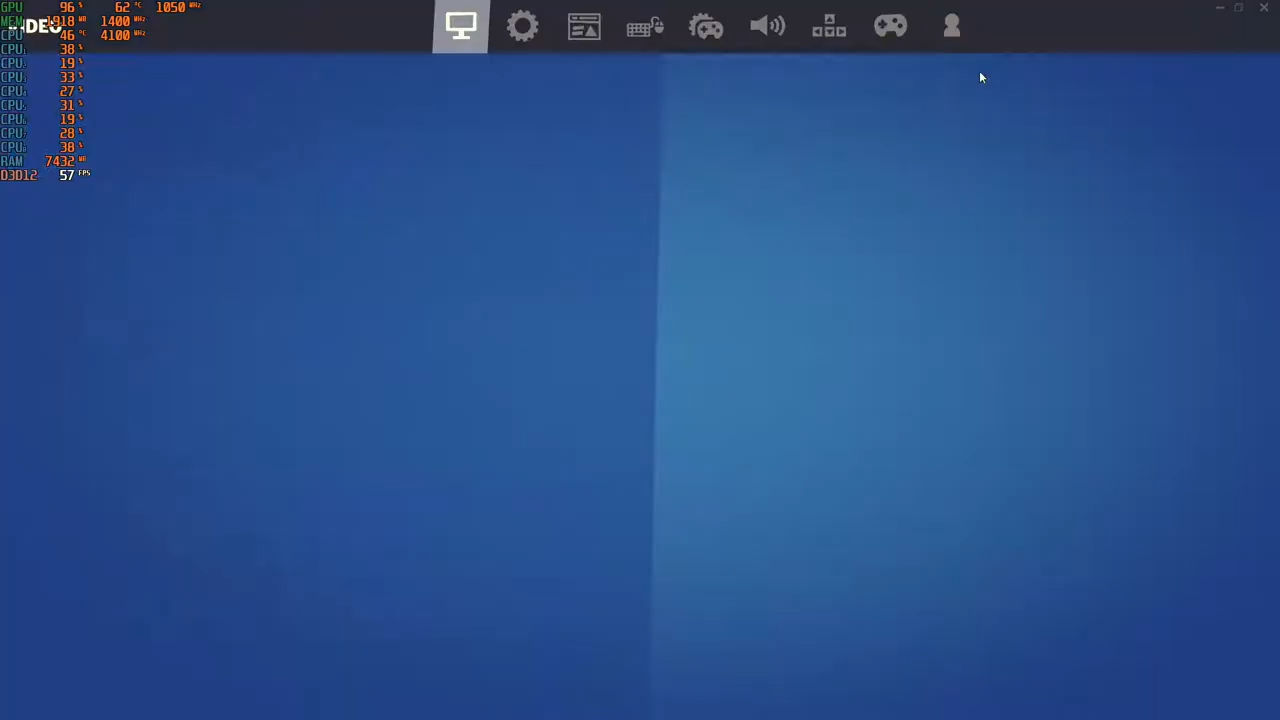 GPU 96 % 62 °C 1050 MHz
MEM 1918 MB 1400 MHz
CPU 46 °C 4100 MHz
CPU 38 %
CPU 19 %
CPU 33 %
CPU 27 %
CPU 31 %
CPU 19 %
CPU 28 %
CPU 38 %
RAM 7432 MB
D3D12 57 FPS